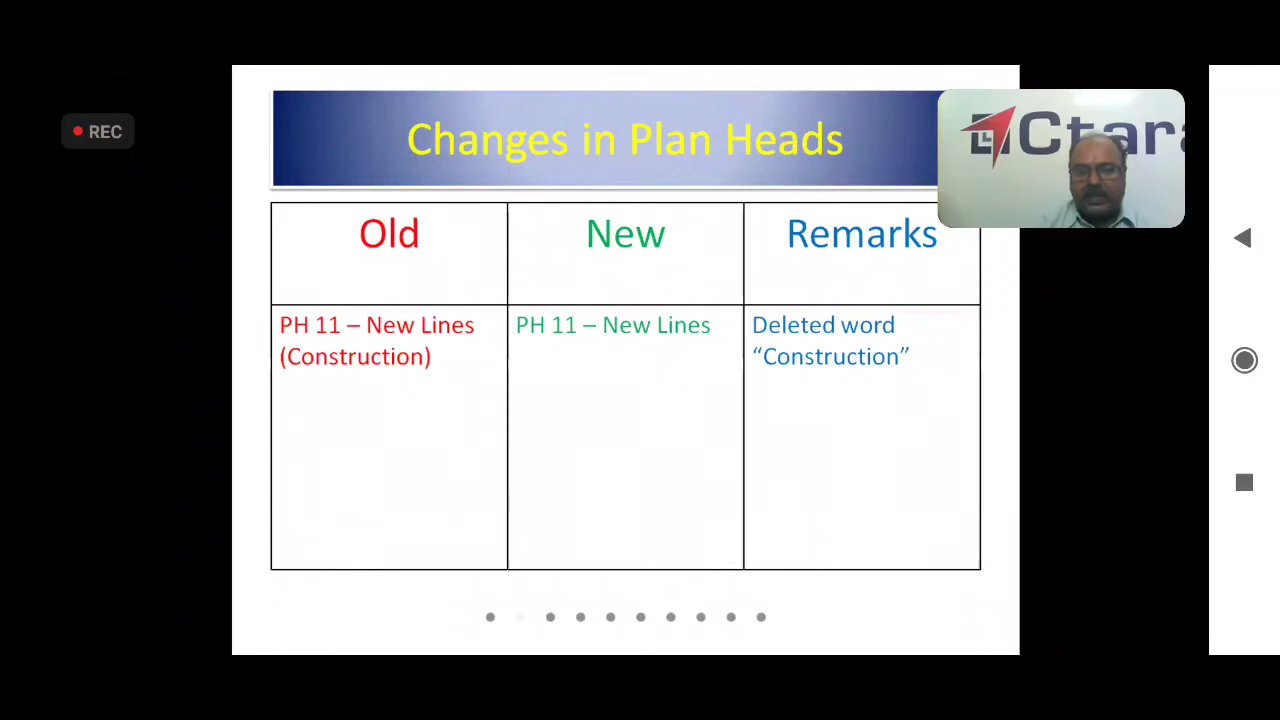 REC
Changes in Plan Heads
Ctara
Old
New
Remarks
PH 11 – New Lines
(Construction)
PH 11 – New Lines
Deleted word
“Construction”